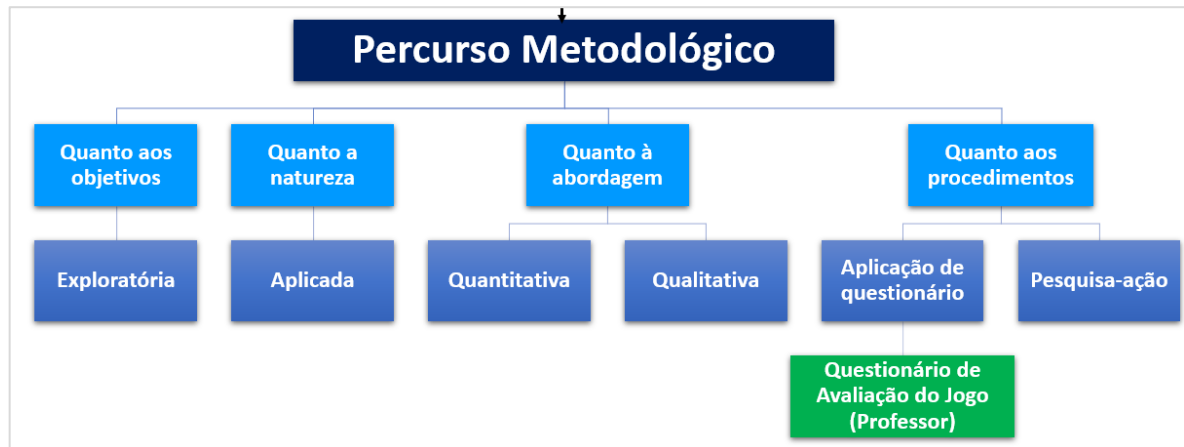 Percurso Metodológico
Quanto aos
objetivos
Quanto a
natureza
Quanto à
abordagem
Quanto aos
procedimentos
Exploratória
Aplicada
Quantitativa
Qualitativa
Aplicação de
questionário
Pesquisa-ação
Questionário de
Avaliação do Jogo
(Professor)